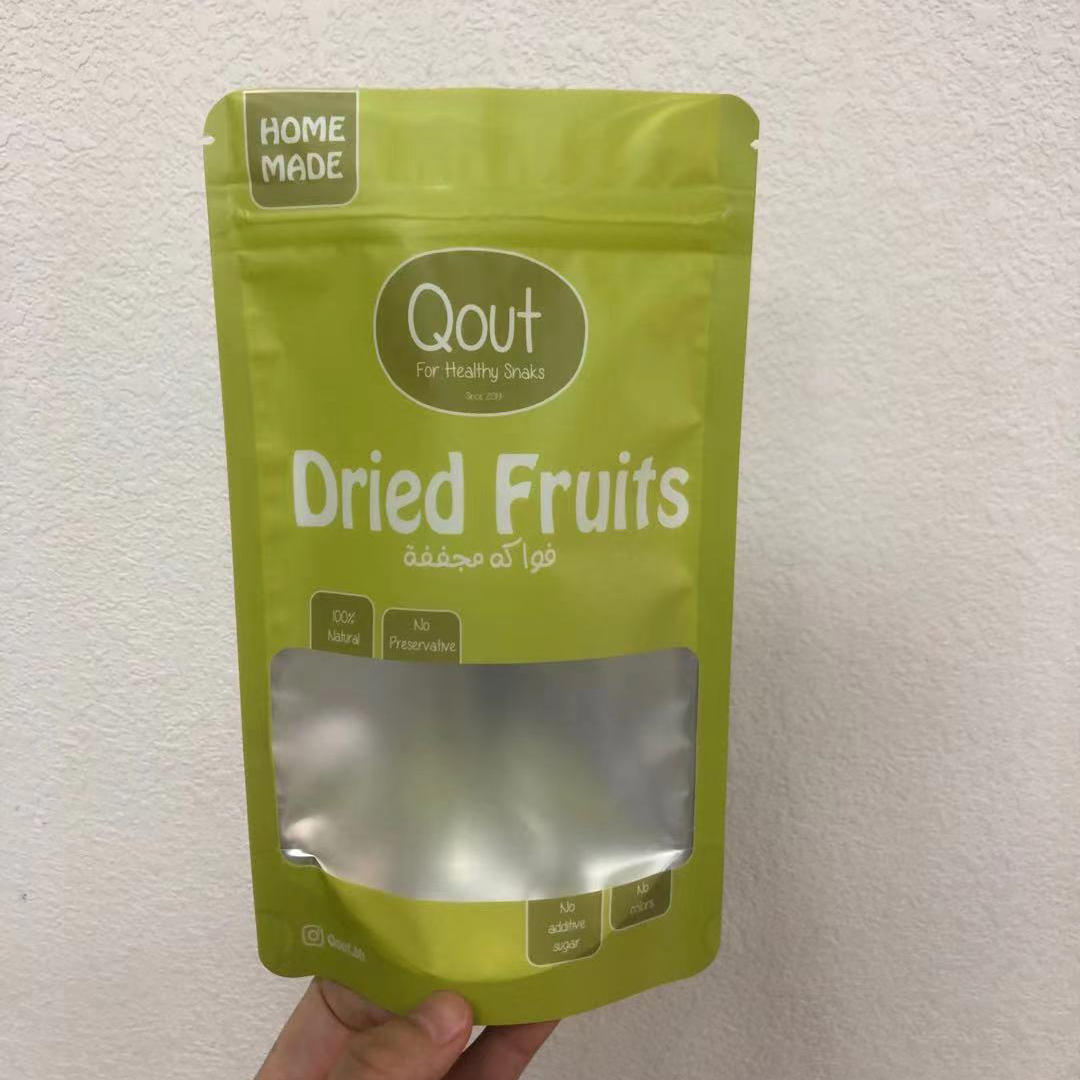 HOME
MADE
Qout
For Healthy Snaks
Dried Fruits
فواكه مجففة
100%
Natural
No
Preservative
No
additive
sugar
No
colors